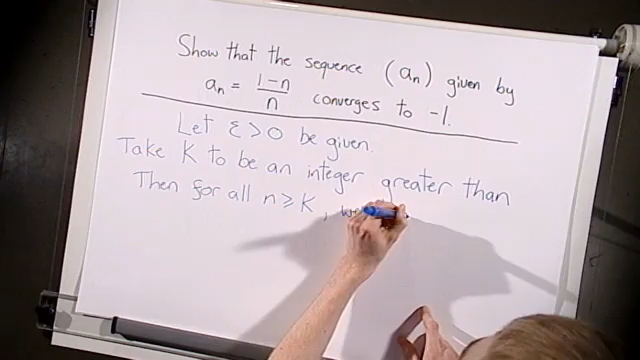 Show that the sequence (aₙ) given by
aₙ = (1-n)/n converges to -1.
Let ε > 0 be given.
Take K to be an integer greater than
Then for all n ≥ K,